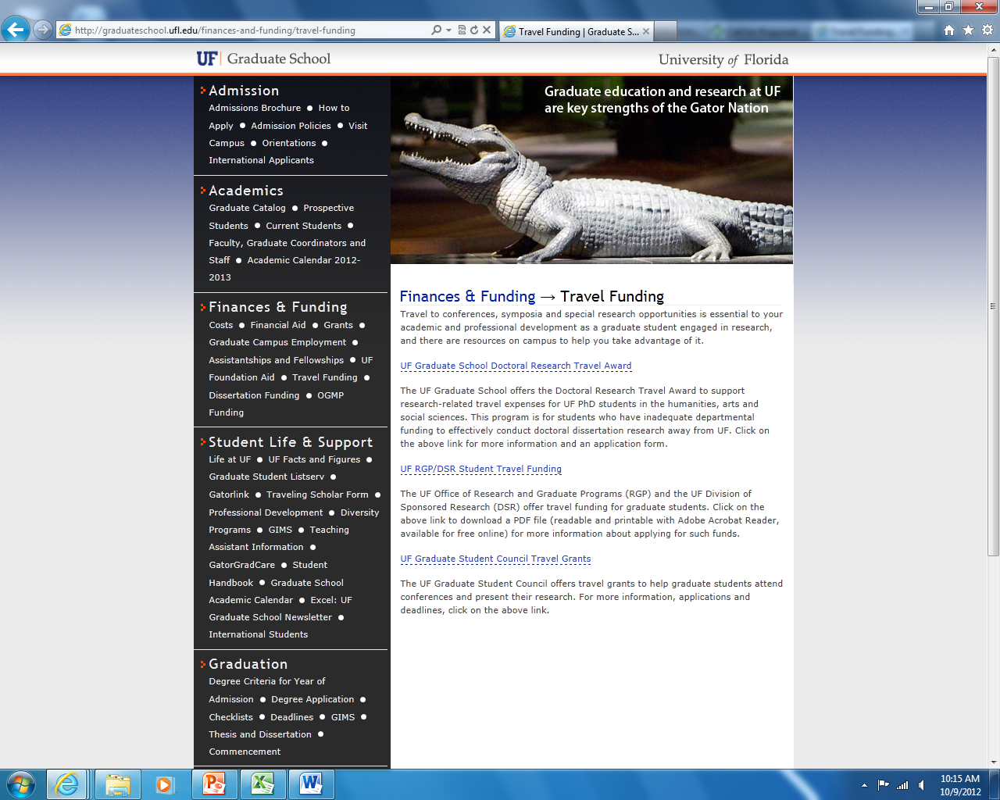 http://graduateschool.ufl.edu/finances-and-funding/travel-funding
Travel Funding | Graduate S...
UF Graduate School
University of Florida
Admission
Admissions Brochure ● How to
Apply ● Admission Policies ● Visit
Campus ● Orientations ●
International Applicants
Academics
Graduate Catalog ● Prospective
Students ● Current Students ●
Faculty, Graduate Coordinators and
Staff ● Academic Calendar 2012-
2013
Finances & Funding
Costs ● Financial Aid ● Grants ●
Graduate Campus Employment ●
Assistantships and Fellowships ● UF
Foundation Aid ● Travel Funding ●
Dissertation Funding ● OGMP
Funding
Student Life & Support
Life at UF ● UF Facts and Figures ●
Graduate Student Listserv ●
Gatorlink ● Traveling Scholar Form ●
Professional Development ● Diversity
Programs ● GIMS ● Teaching
Assistant Information ●
GatorGradCare ● Student
Handbook ● Graduate School
Academic Calendar ● Excel: UF
Graduate School Newsletter ●
International Students
Graduation
Degree Criteria for Year of
Admission ● Degree Application ●
Checklists ● Deadlines ● GIMS ●
Thesis and Dissertation ●
Commencement
Graduate education and research at UF
are key strengths of the Gator Nation
Finances & Funding → Travel Funding
Travel to conferences, symposia and special research opportunities is essential to your
academic and professional development as a graduate student engaged in research,
and there are resources on campus to help you take advantage of it.
UF Graduate School Doctoral Research Travel Award
The UF Graduate School offers the Doctoral Research Travel Award to support
research-related travel expenses for UF PhD students in the humanities, arts and
social sciences. This program is for students who have inadequate departmental
funding to effectively conduct doctoral dissertation research away from UF. Click on
the above link for more information and an application form.
UF RGP/DSR Student Travel Funding
The UF Office of Research and Graduate Programs (RGP) and the UF Division of
Sponsored Research (DSR) offer travel funding for graduate students. Click on the
above link to download a PDF file (readable and printable with Adobe Acrobat Reader,
available for free online) for more information about applying for such funds.
UF Graduate Student Council Travel Grants
The UF Graduate Student Council offers travel grants to help graduate students attend
conferences and present their research. For more information, applications and
deadlines, click on the above link.
10:15 AM
10/9/2012